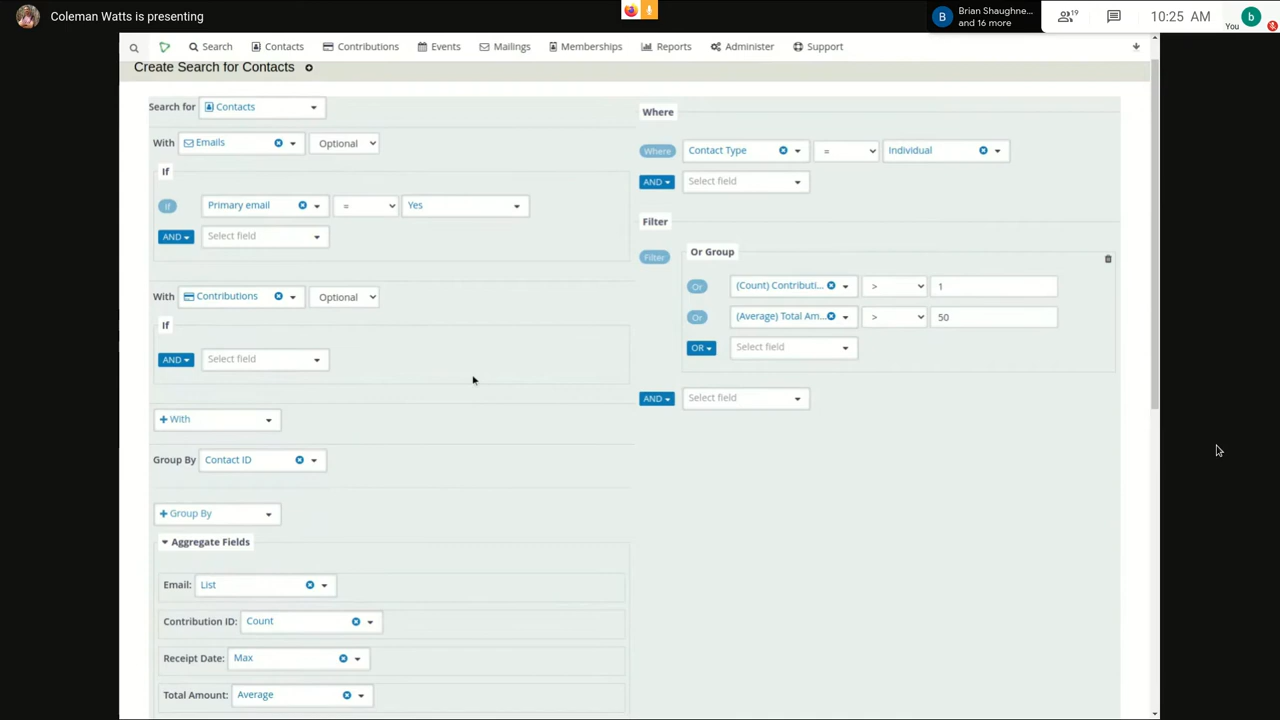 Coleman Watts is presenting
B Brian Shaughne... and 16 more
19
10:25 AM
You
b
Search Contacts Contributions Events Mailings Memberships Reports Administer Support
Create Search for Contacts
Search for Contacts
With Emails Optional
If
If Primary email = Yes
AND Select field
With Contributions Optional
If
AND Select field
+ With
Group By Contact ID
+ Group By
Aggregate Fields
Email: List
Contribution ID: Count
Receipt Date: Max
Total Amount: Average
Where
Where Contact Type = Individual
AND Select field
Filter
Filter
Or Group
Or (Count) Contributi... > 1
Or (Average) Total Am... > 50
OR Select field
AND Select field